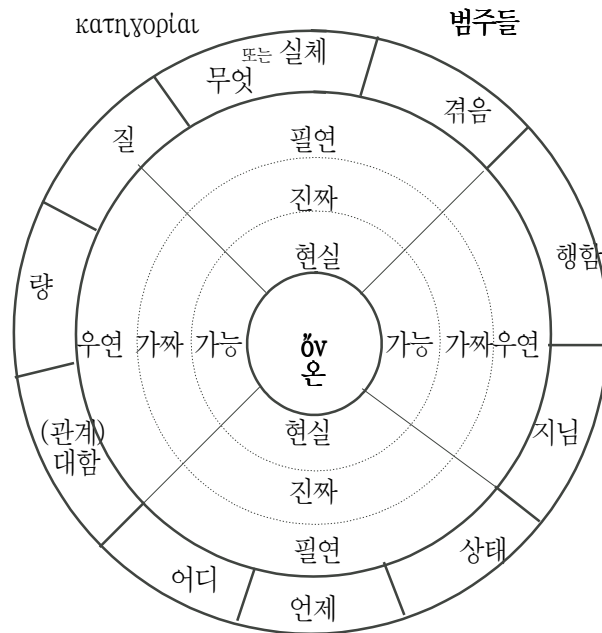 κατηγορίαι
범주들
또는 실체
무엇
겪음
질
필연
진짜
행함
현실
량
우연 가짜 가능
ὄν
온
가능 가짜 우연
(관계)
대함
현실
지님
진짜
필연
상태
어디
언제